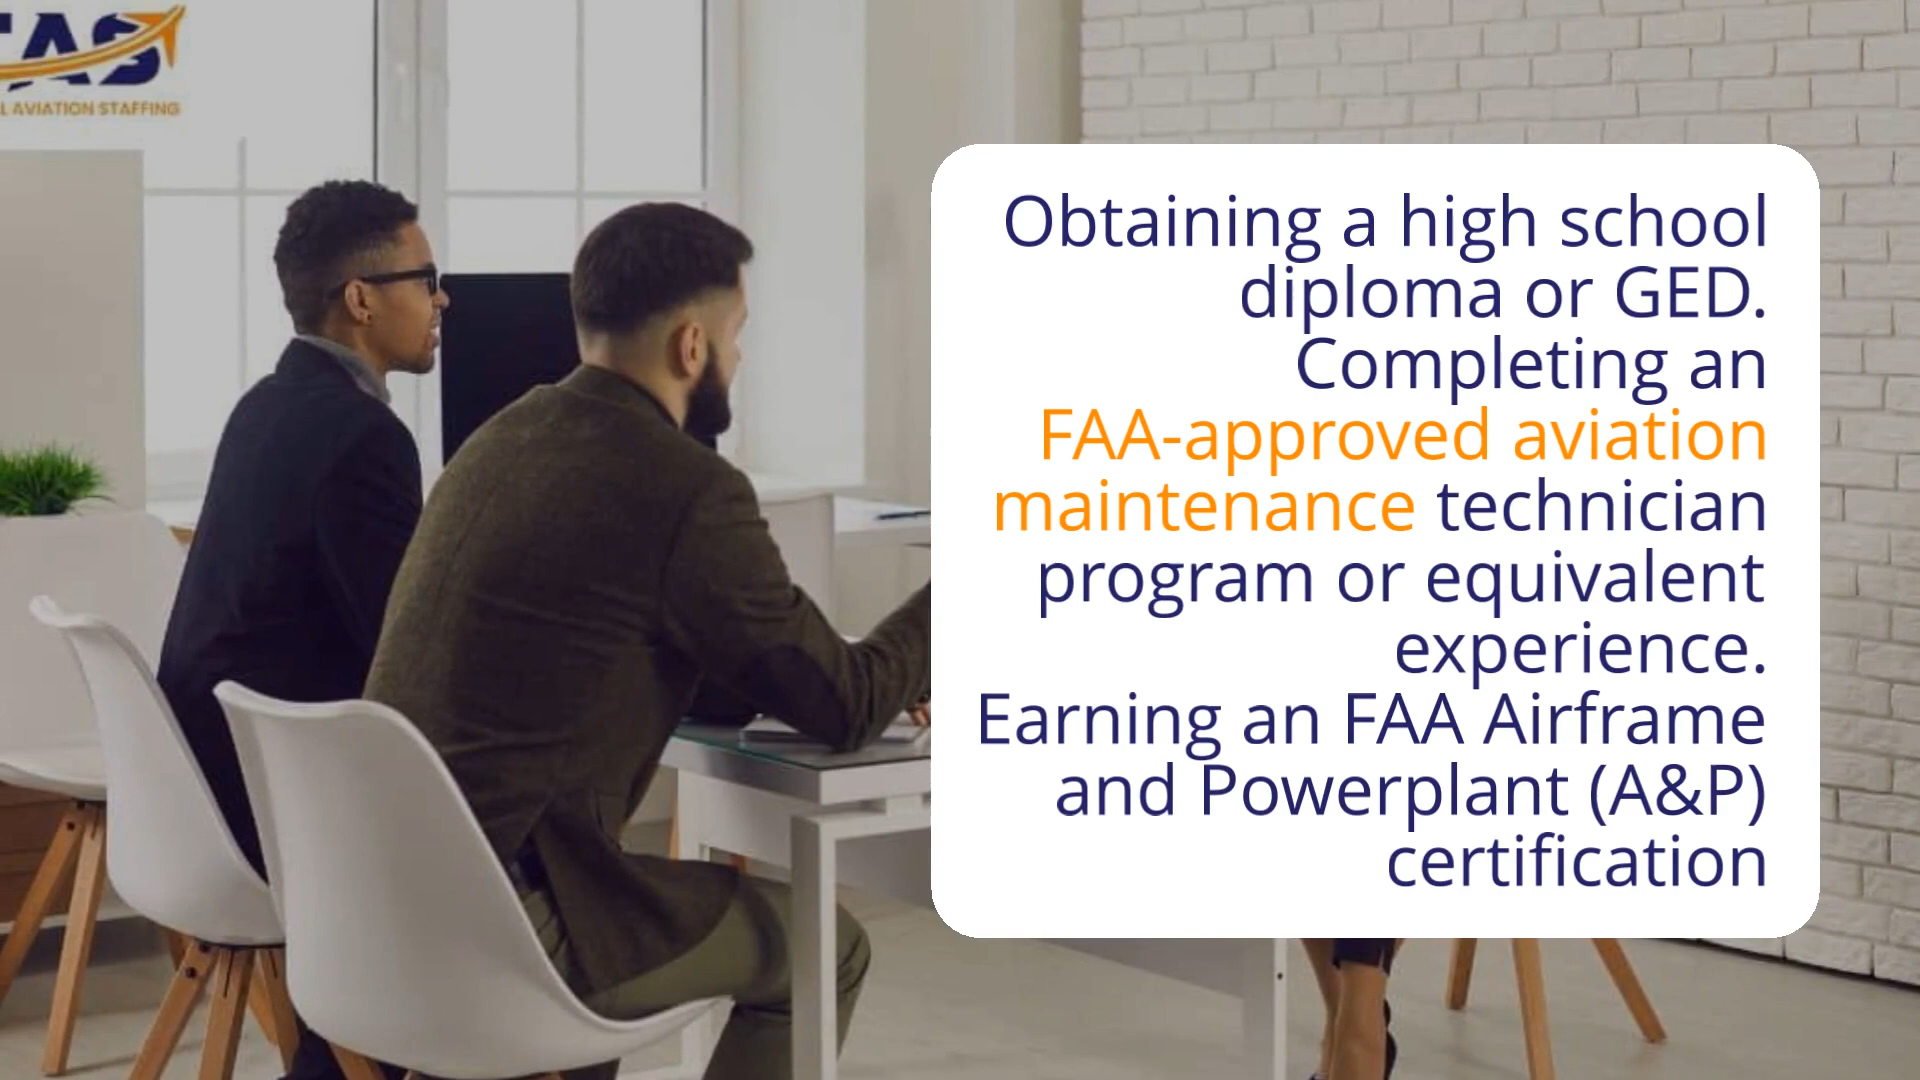 TAS
L AVIATION STAFFING
Obtaining a high school
diploma or GED.
Completing an
FAA-approved aviation
maintenance technician
program or equivalent
experience.
Earning an FAA Airframe
and Powerplant (A&P)
certification